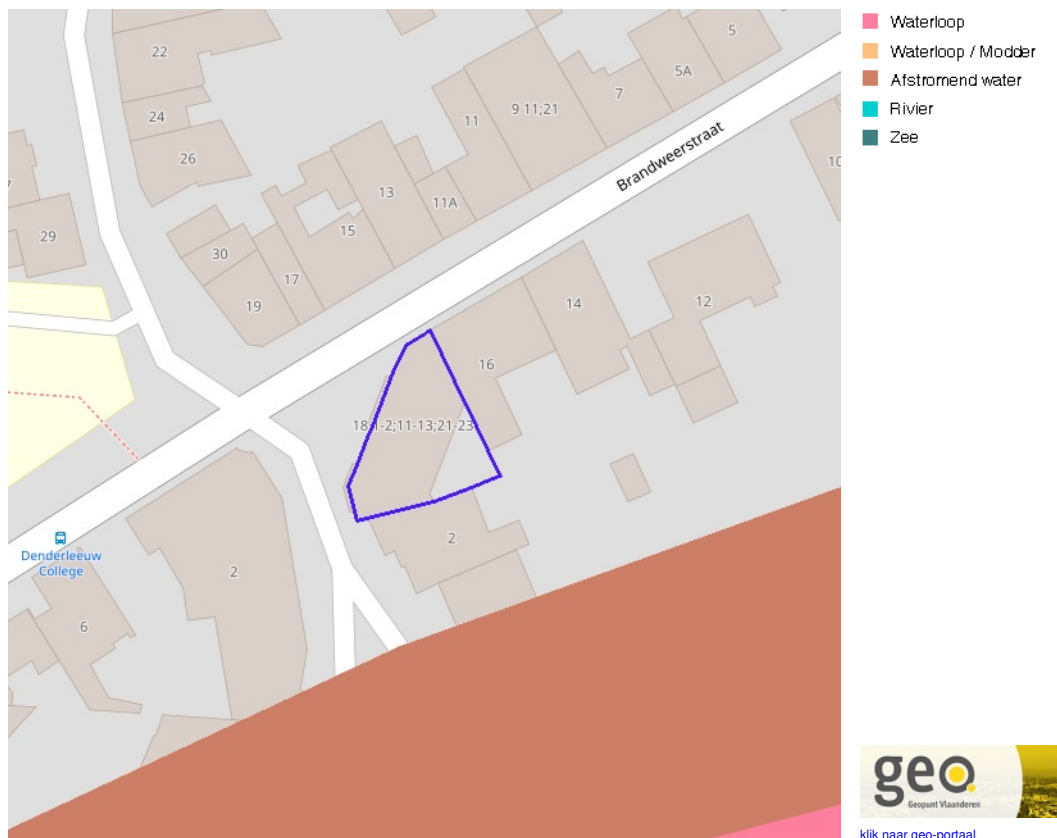 22
24
26
29
30
19
17
15
13
11A
11
9 11;21
7
5A
5
10
Brandweerstraat
14
12
16
18 1-2;11-13;21-23
2
2
6
Denderleeuw
College
Waterloop
Waterloop / Modder
Afstromend water
Rivier
Zee
geo.
Geopunt Vlaanderen
klik naar geo-portaal